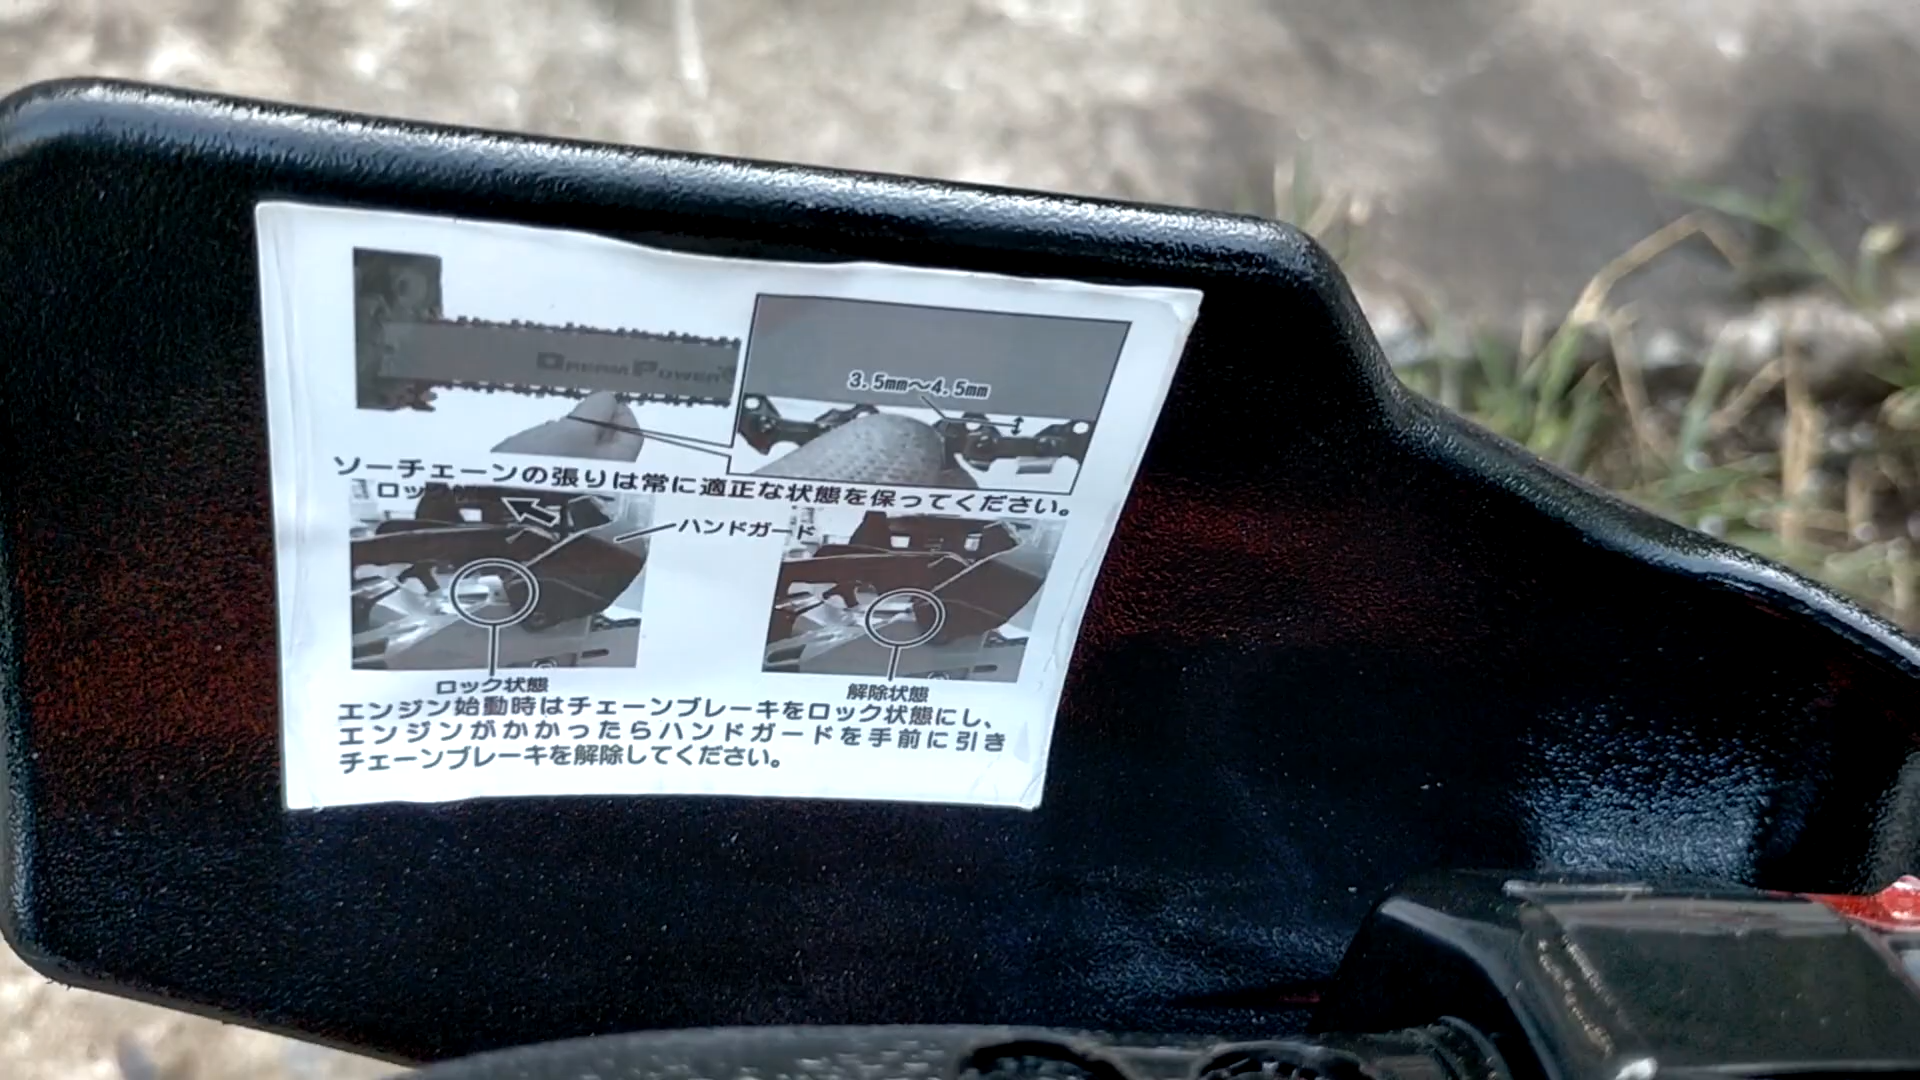 DREAM POWER
3.5mm〜4.5mm
ソーチェーンの張りは常に適正な状態を保ってください。
ロック
ハンドガード
ロック状態
解除状態
エンジン始動時はチェーンブレーキをロック状態にし、
エンジンがかかったらハンドガードを手前に引き
チェーンブレーキを解除してください。